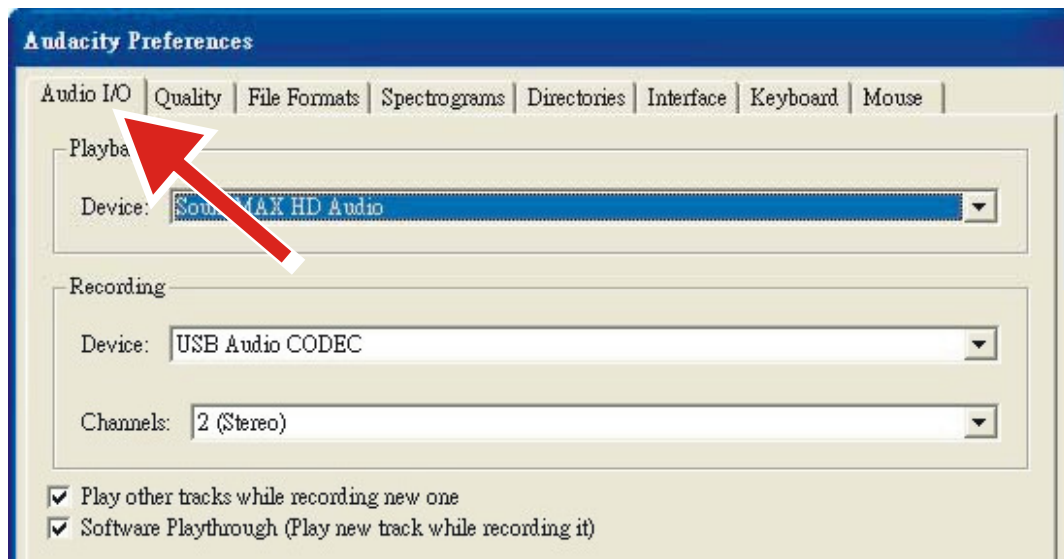 Audacity Preferences
Audio I/O Quality File Formats Spectrograms Directories Interface Keyboard Mouse
Device: MAX HD Audio
Recording
Device: USB Audio CODEC
Channels: 2 (Stereo)
Play other tracks while recording new one
Software Playthrough (Play new track while recording it)